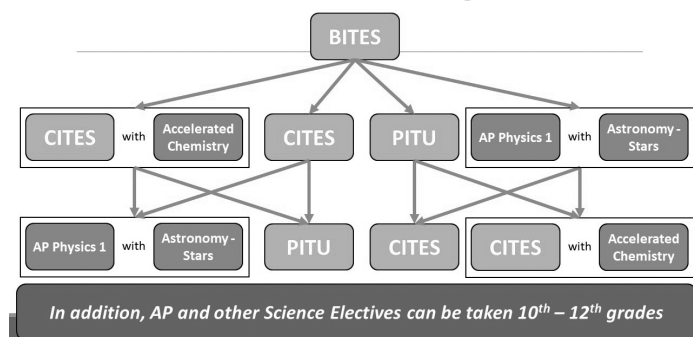 BITES
CITES with Accelerated
Chemistry
CITES
PITU
AP Physics 1 with Astronomy -
Stars
AP Physics 1 with Astronomy -
Stars
PITU
CITES
CITES with Accelerated
Chemistry
In addition, AP and other Science Electives can be taken 10th – 12th grades